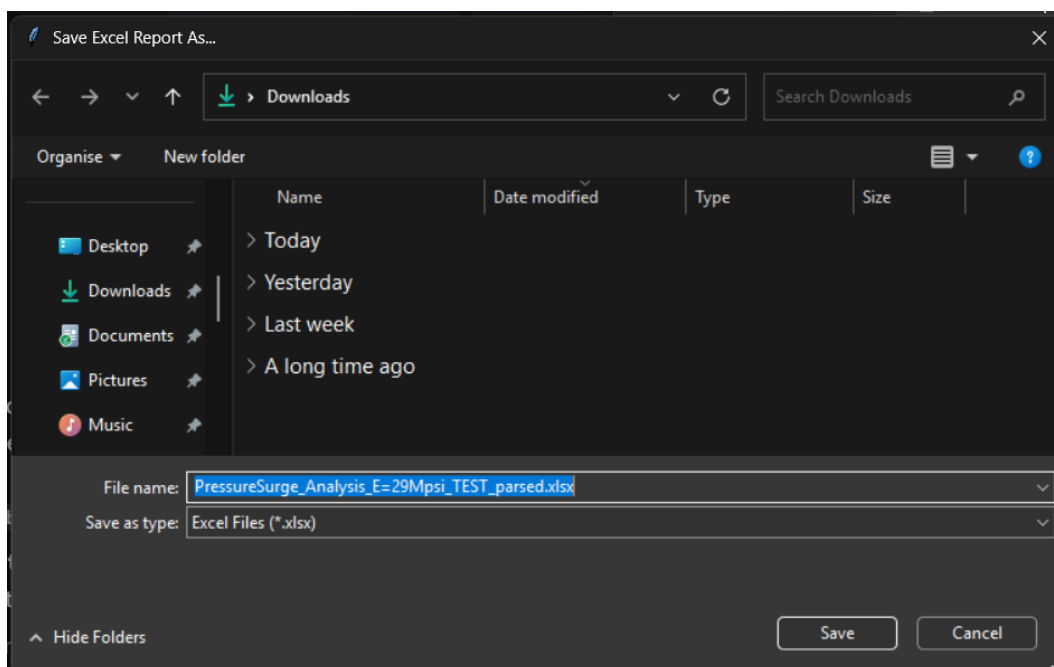 Save Excel Report As...
Downloads
Search Downloads
Organise
New folder
Name
Date modified
Type
Size
Desktop
Downloads
Documents
Pictures
Music
Today
Yesterday
Last week
A long time ago
File name: PressureSurge_Analysis_E=29Mpsi_TEST_parsed.xlsx
Save as type: Excel Files (*.xlsx)
Hide Folders
Save
Cancel